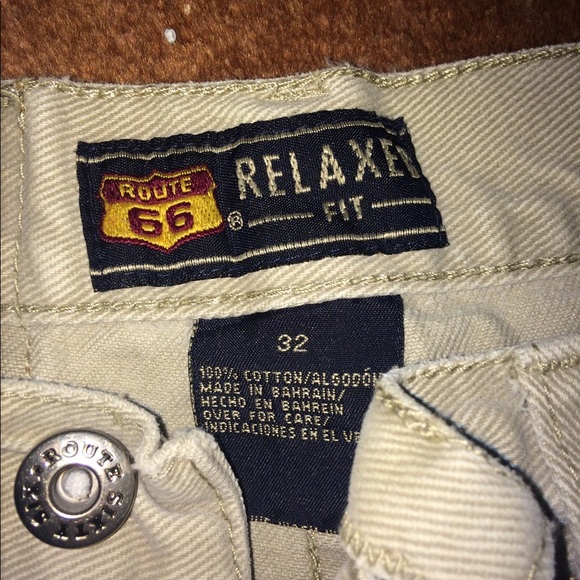 ROUTE
66
®
RELAXED
FIT
32
100% COTTON/ALGODÓN
MADE IN BAHRAIN/
HECHO EN BAHREIN
OVER FOR CARE/
INDICACIONES EN EL
ROUTE SIXTY SIX